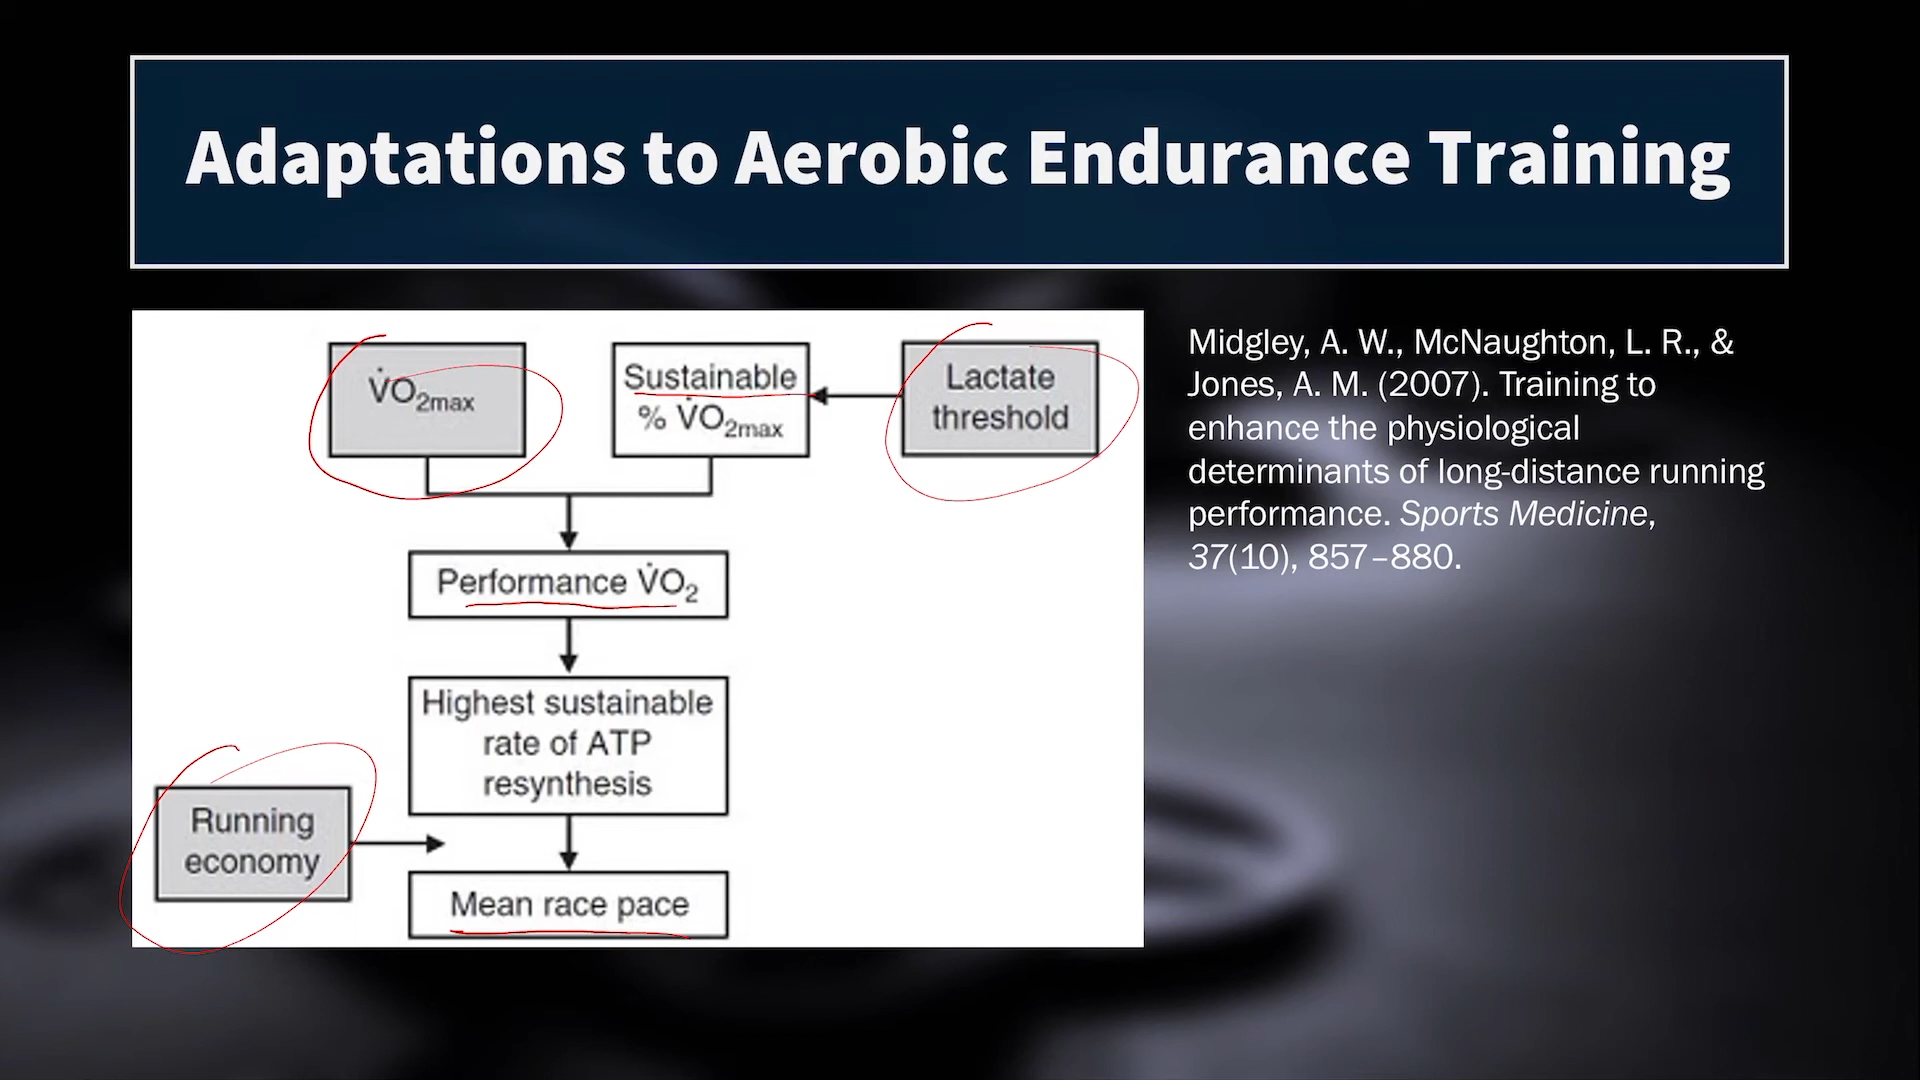 Adaptations to Aerobic Endurance Training
V̇O2max
Sustainable
% V̇O2max
Lactate
threshold
Performance V̇O2
Highest sustainable
rate of ATP
resynthesis
Running
economy
Mean race pace
Midgley, A. W., McNaughton, L. R., &
Jones, A. M. (2007). Training to
enhance the physiological
determinants of long-distance running
performance. Sports Medicine,
37(10), 857–880.